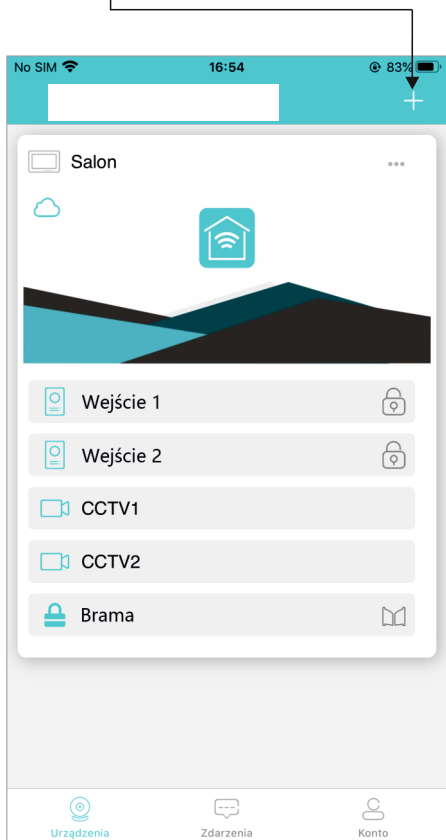 No SIM 16:54 83%
+
Salon
Wejście 1
Wejście 2
CCTV1
CCTV2
Brama
Urządzenia Zdarzenia Konto